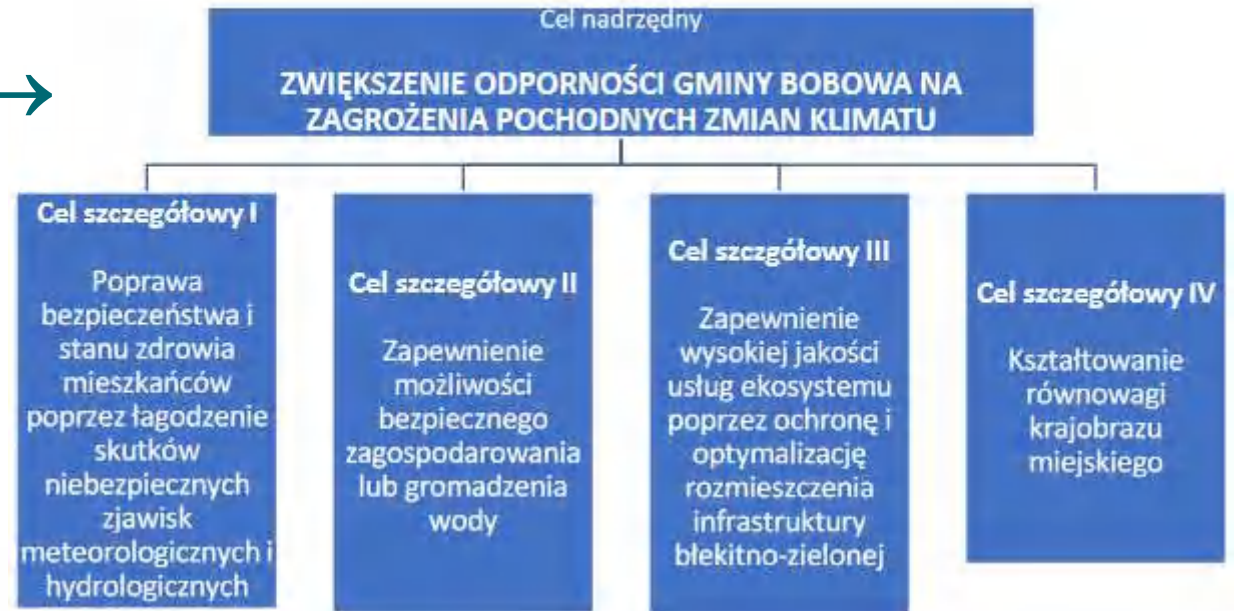 Cel nadrzędny
ZWIĘKSZENIE ODPORNOŚCI GMINY BOBOWA NA
ZAGROŻENIA POCHODNYCH ZMIAN KLIMATU
Cel szczegółowy I
Poprawa
bezpieczeństwa i
stanu zdrowia
mieszkańców
poprzez łagodzenie
skutków
niebezpiecznych
zjawisk
meteorologicznych i
hydrologicznych
Cel szczegółowy II
Zapewnienie
możliwości
bezpiecznego
zagospodarowania
lub gromadzenia
wody
Cel szczgółowy III
Zapewnienie
wysokiej jakości
usług ekosystemu
poprzez ochronę i
optymalizację
rozmieszczenia
infrastruktury
błekitno-zielonej
Cel szczegółowy IV
Kształtowanie
równowagi
krajobrazu
miejskiego